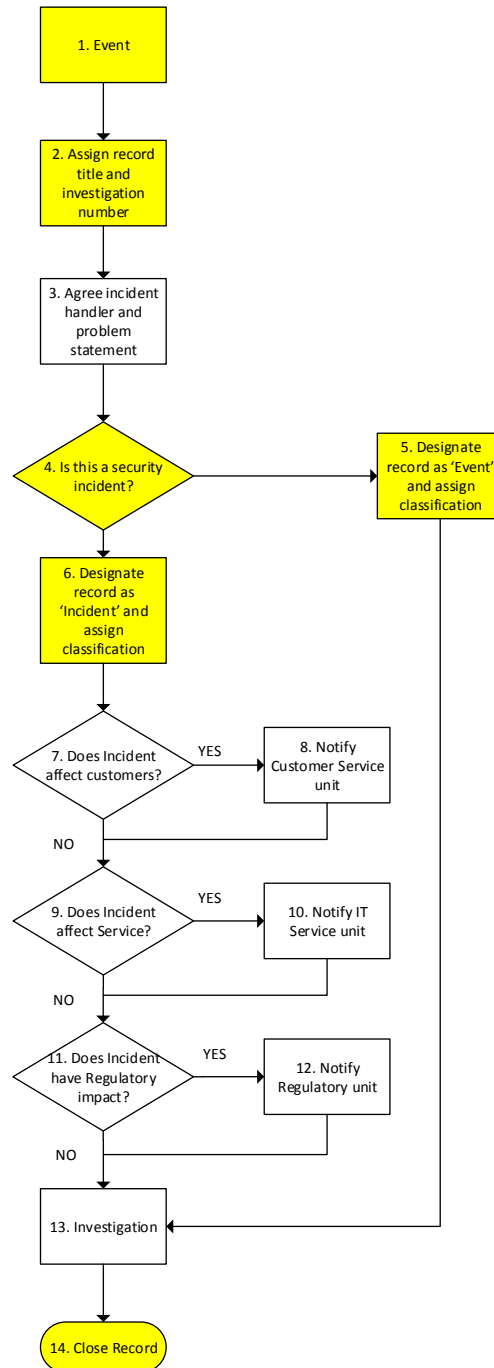 1. Event
2. Assign record
title and
investigation
number
3. Agree incident
handler and
problem
statement
4. Is this a security
incident?
5. Designate
record as ‘Event’
and assign
classification
6. Designate
record as
‘Incident’ and
assign
classification
7. Does Incident
affect customers?
YES
8. Notify
Customer Service
unit
NO
9. Does Incident
affect Service?
YES
10. Notify IT
Service unit
NO
11. Does Incident
have Regulatory
impact?
YES
12. Notify
Regulatory unit
NO
13. Investigation
14. Close Record